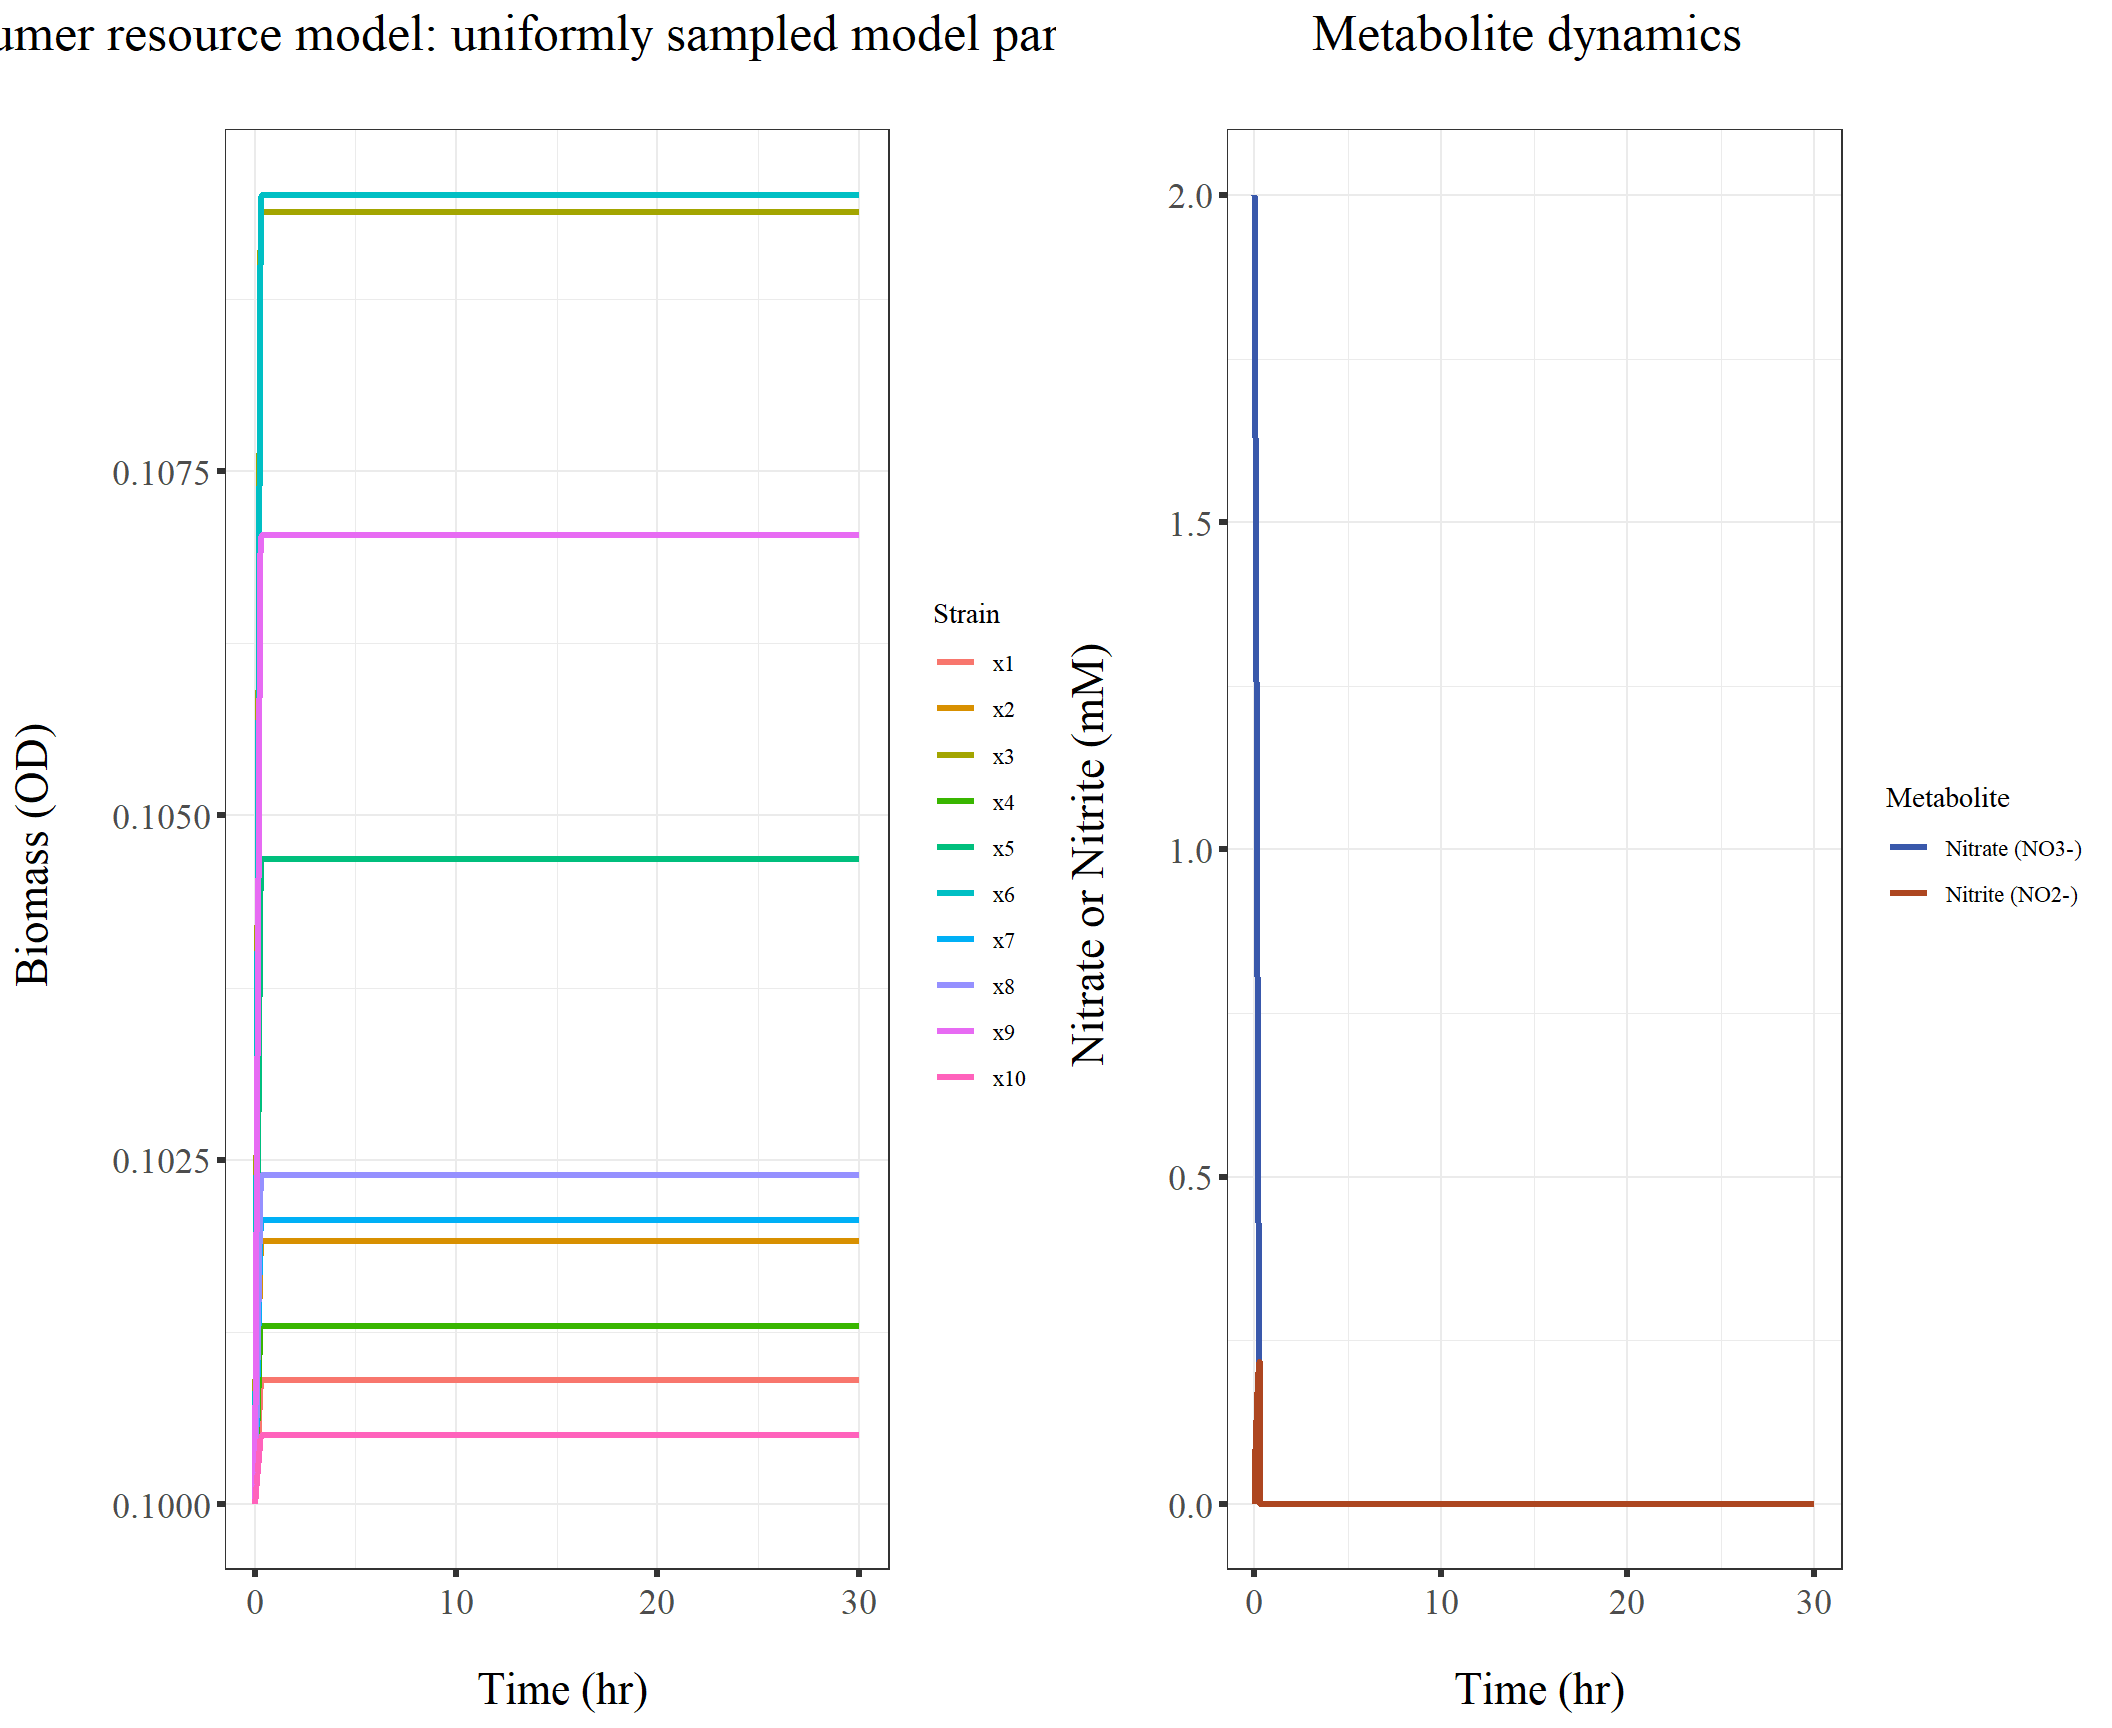 umer resource model: uniformly sampled model par
Metabolite dynamics
Biomass (OD)
0.1075
0.1050
0.1025
0.1000
0 10 20 30
Time (hr)
Strain
x1
x2
x3
x4
x5
x6
x7
x8
x9
x10
Nitrate or Nitrite (mM)
2.0
1.5
1.0
0.5
0.0
0 10 20 30
Time (hr)
Metabolite
Nitrate (NO3-)
Nitrite (NO2-)